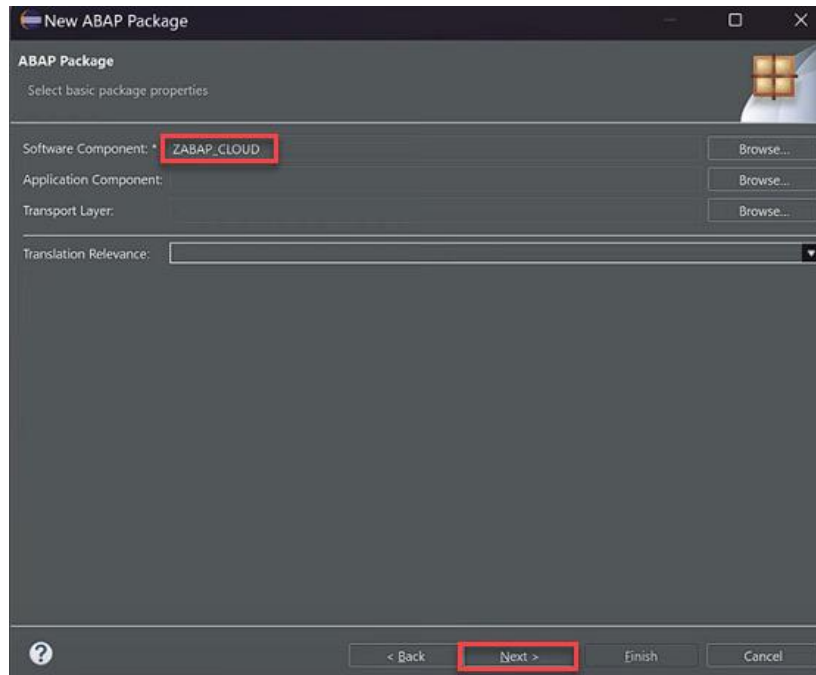 New ABAP Package
ABAP Package
Select basic package properties
Software Component: * ZABAP_CLOUD Browse...
Application Component: Browse...
Transport Layer: Browse...
Translation Relevance:
? < Back Next > Finish Cancel